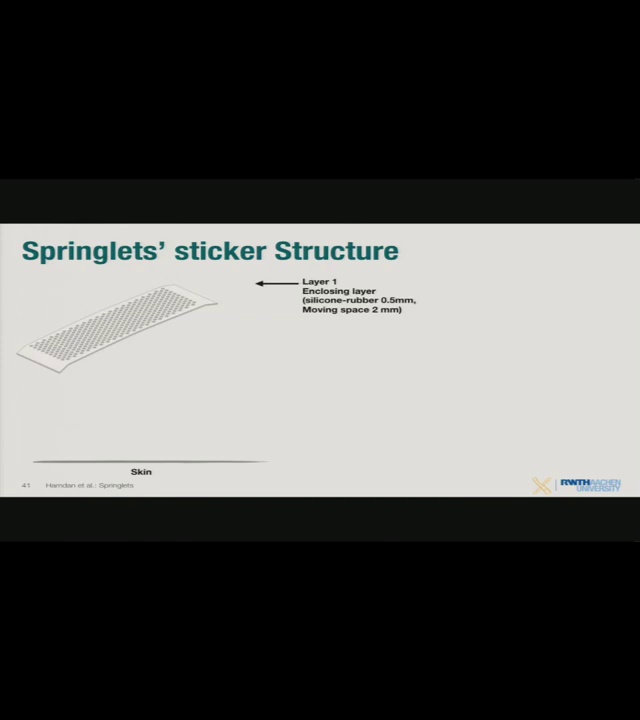 Springlets’ sticker Structure
Layer 1
Enclosing layer
(silicone-rubber 0.5mm,
Moving space 2 mm)
Skin
41 Hamdan et al.: Springlets
RWTHAACHEN
UNIVERSITY